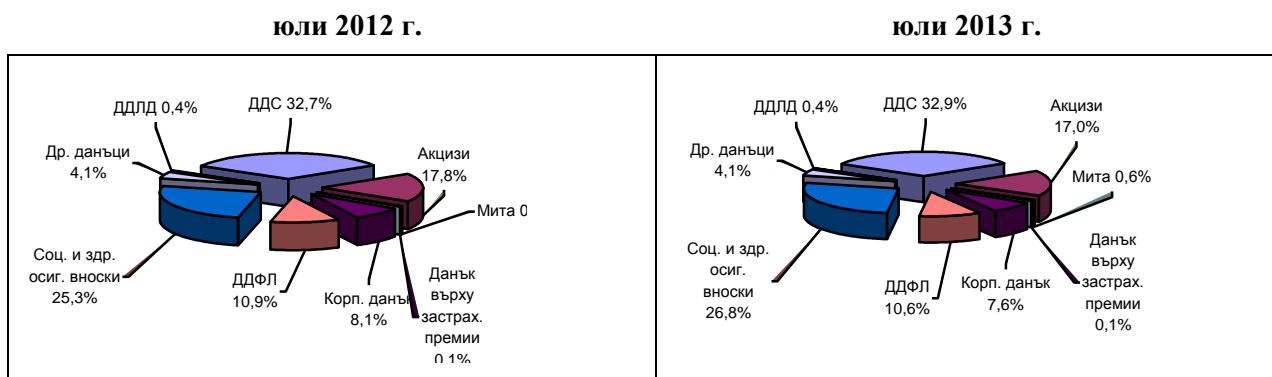 юли 2012 г.
юли 2013 г.
ДДЛД 0,4%
ДДС 32,7%
Др. данъци
4,1%
Акцизи
17,8%
Мита 0
Соц. и здр.
осиг. вноски
25,3%
ДДФЛ
10,9%
Корп. данък
8,1%
Данък
върху
застрах.
премии
0,1%
ДДЛД 0,4%
ДДС 32,9%
Акцизи
17,0%
Др. данъци
4,1%
Мита 0,6%
Соц. и здр.
осиг.
вноски
26,8%
ДДФЛ
10,6%
Корп. данък
7,6%
Данък
върху
застрах.
премии
0,1%